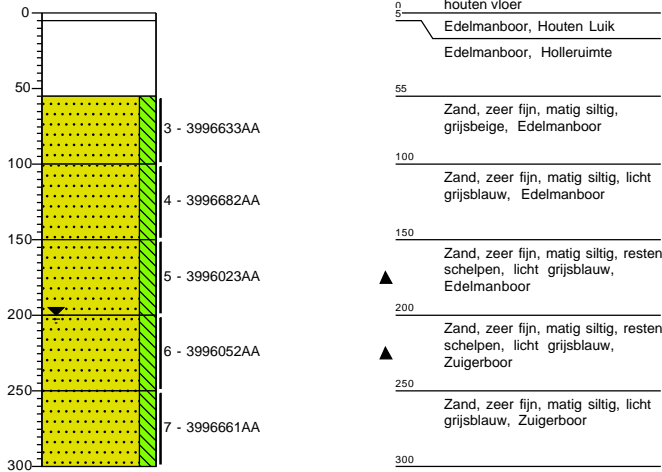 0
50
100
150
200
250
300
3 - 3996633AA
4 - 3996682AA
5 - 3996023AA
6 - 3996052AA
7 - 3996661AA
0
houten vloer
5
Edelmanboor, Houten Luik
Edelmanboor, Holleruimte
55
Zand, zeer fijn, matig siltig,
grijsbeige, Edelmanboor
100
Zand, zeer fijn, matig siltig, licht
grijsblauw, Edelmanboor
150
Zand, zeer fijn, matig siltig, resten
schelpen, licht grijsblauw,
Edelmanboor
200
Zand, zeer fijn, matig siltig, resten
schelpen, licht grijsblauw,
Zuigerboor
250
Zand, zeer fijn, matig siltig, licht
grijsblauw, Zuigerboor
300